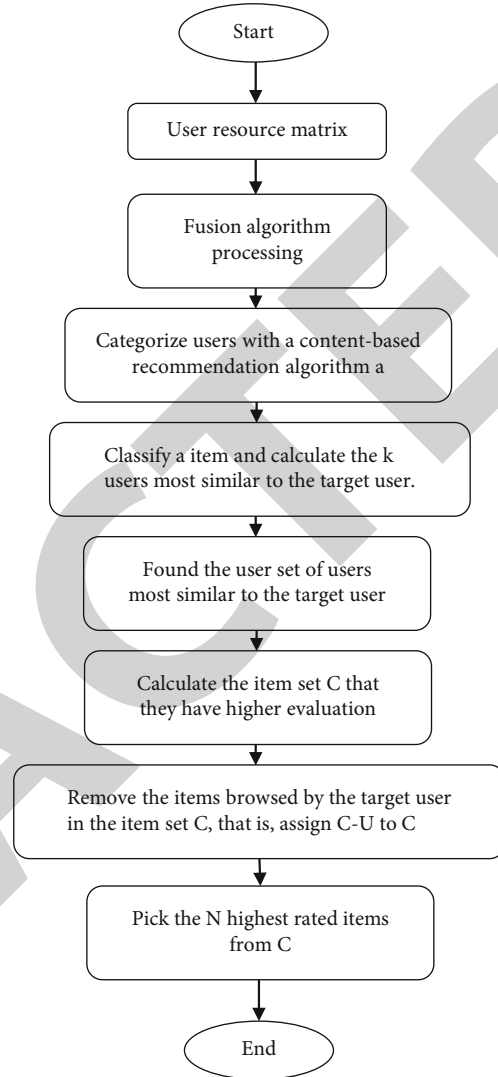 Start
User resource matrix
Fusion algorithm
processing
Categorize users with a content-based
recommendation algorithm a
Classify a item and calculate the k
users most similar to the target user.
Found the user set of users
most similar to the target user
Calculate the item set C that
they have higher evaluation
Remove the items browsed by the target user
in the item set C, that is, assign C-U to C
Pick the N highest rated items
from C
End
ACTE